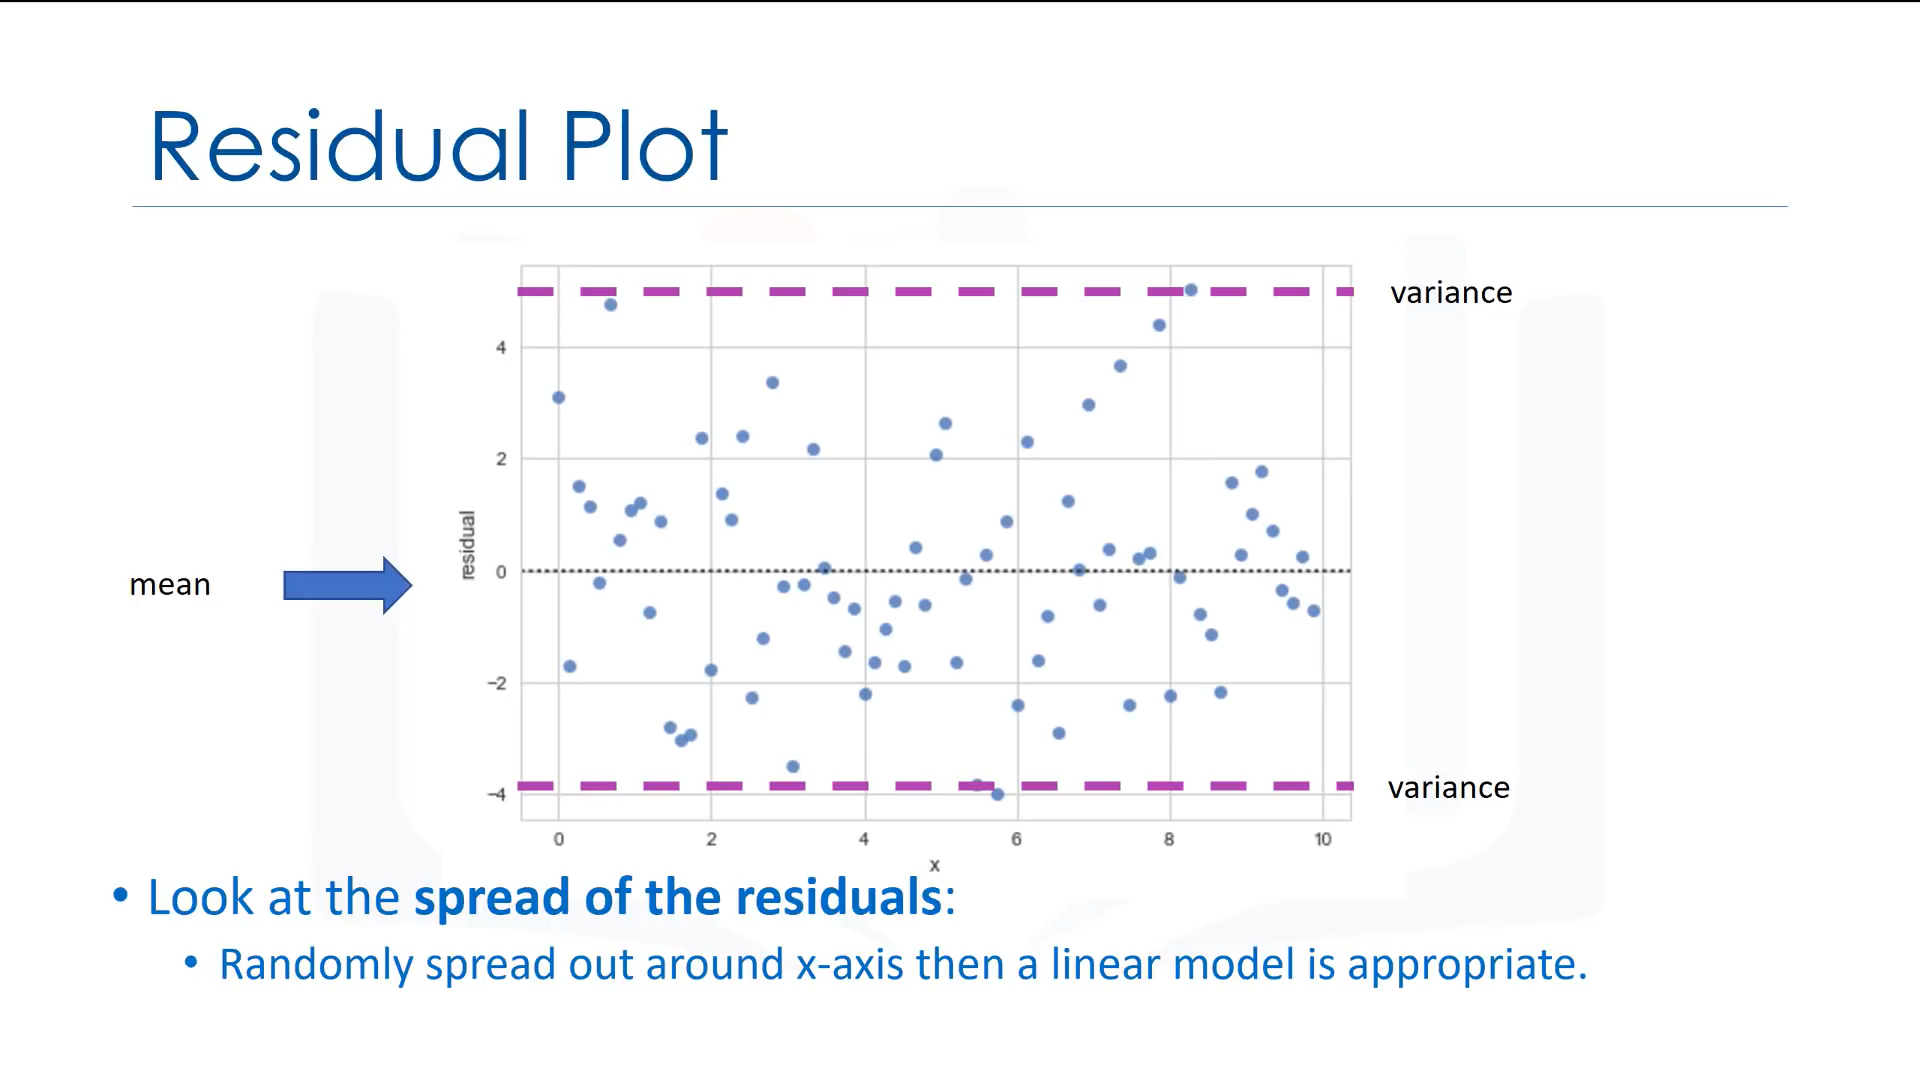 Residual Plot
variance
4
2
residual
mean
0
−2
variance
−4
0 2 4 6 8 10
x
• Look at the spread of the residuals:
• Randomly spread out around x-axis then a linear model is appropriate.